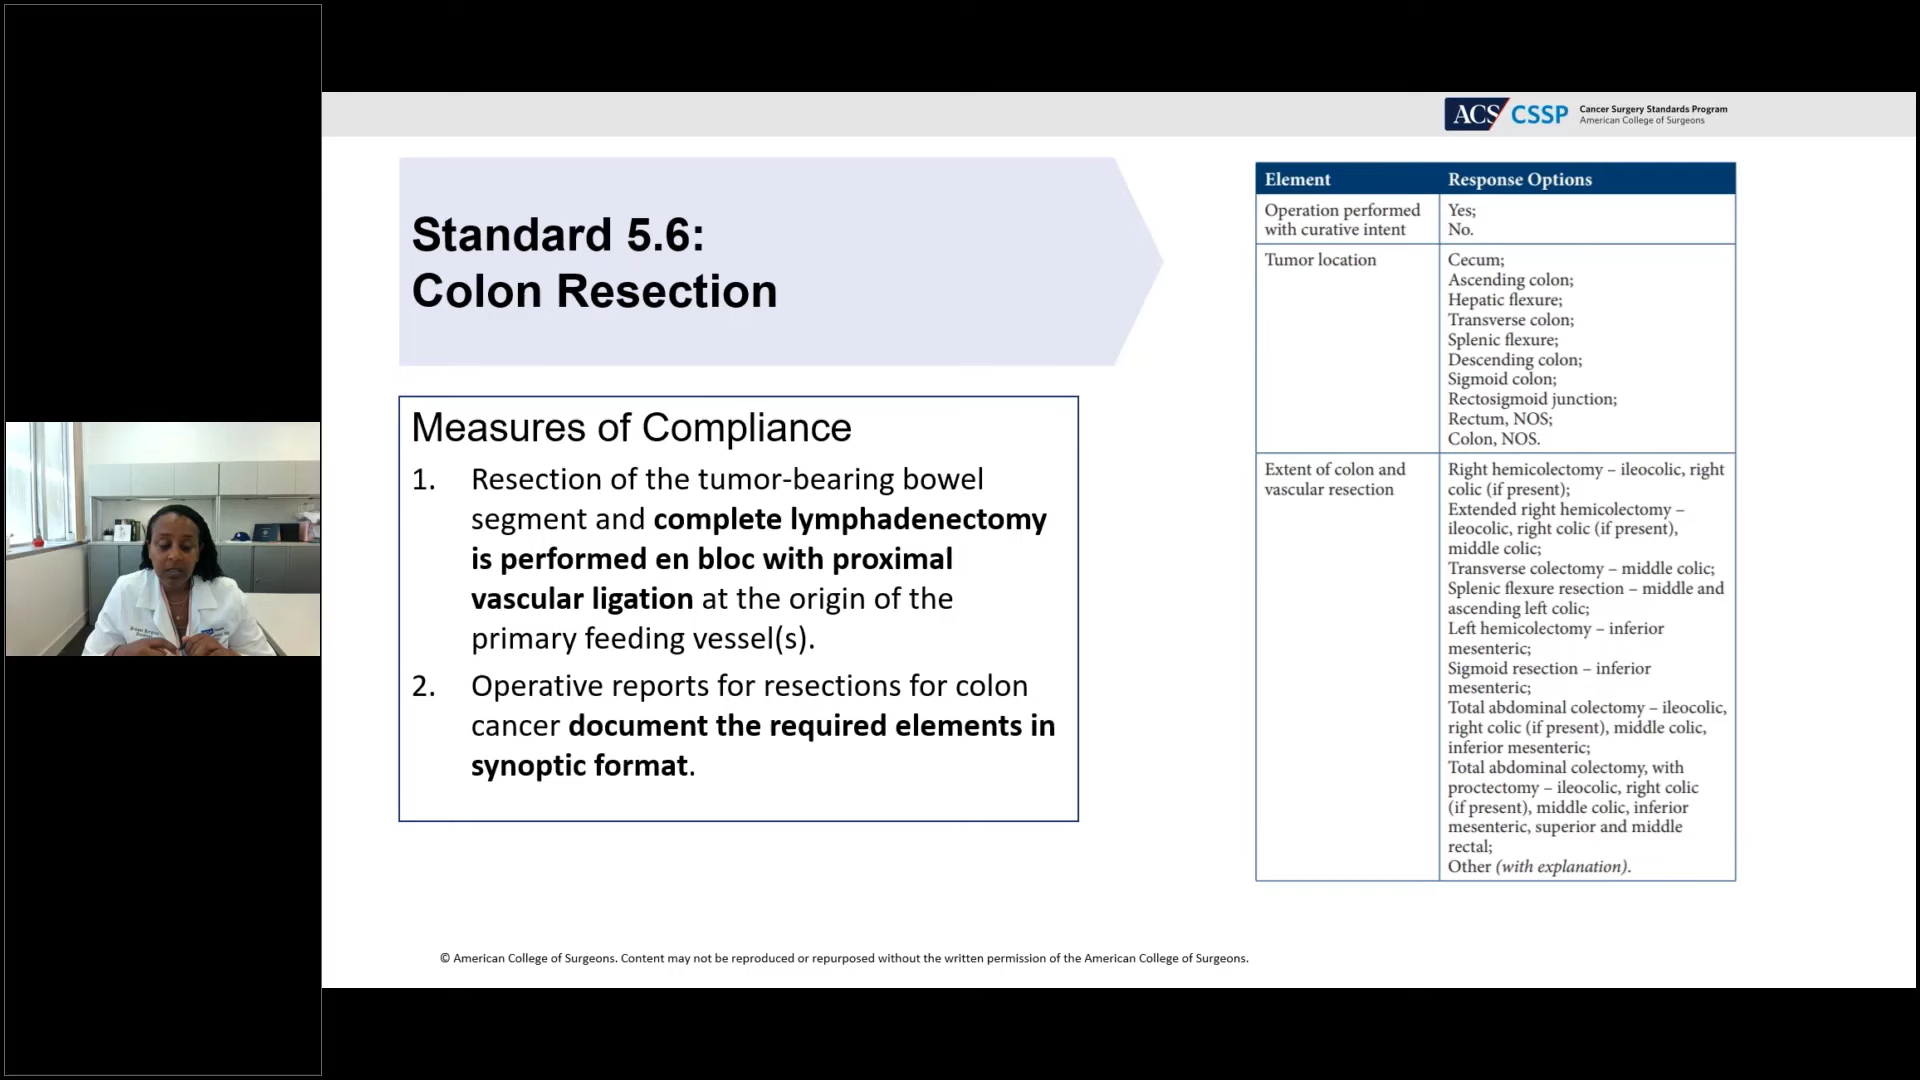 ACS CSSP Cancer Surgery Standards Program
American College of Surgeons
Standard 5.6:
Colon Resection
Measures of Compliance
1. Resection of the tumor-bearing bowel
segment and complete lymphadenectomy
is performed en bloc with proximal
vascular ligation at the origin of the
primary feeding vessel(s).
2. Operative reports for resections for colon
cancer document the required elements in
synoptic format.
Element Response Options
Operation performed
with curative intent
Yes;
No.
Tumor location
Cecum;
Ascending colon;
Hepatic flexure;
Transverse colon;
Splenic flexure;
Descending colon;
Sigmoid colon;
Rectosigmoid junction;
Rectum, NOS;
Colon, NOS.
Extent of colon and
vascular resection
Right hemicolectomy – ileocolic, right
colic (if present);
Extended right hemicolectomy –
ileocolic, right colic (if present),
middle colic;
Transverse colectomy – middle colic;
Splenic flexure resection – middle and
ascending left colic;
Left hemicolectomy – inferior
mesenteric;
Sigmoid resection – inferior
mesenteric;
Total abdominal colectomy – ileocolic,
right colic (if present), middle colic,
inferior mesenteric;
Total abdominal colectomy, with
proctectomy – ileocolic, right colic
(if present), middle colic, inferior
mesenteric, superior and middle
rectal;
Other (with explanation).
© American College of Surgeons. Content may not be reproduced or repurposed without the written permission of the American College of Surgeons.